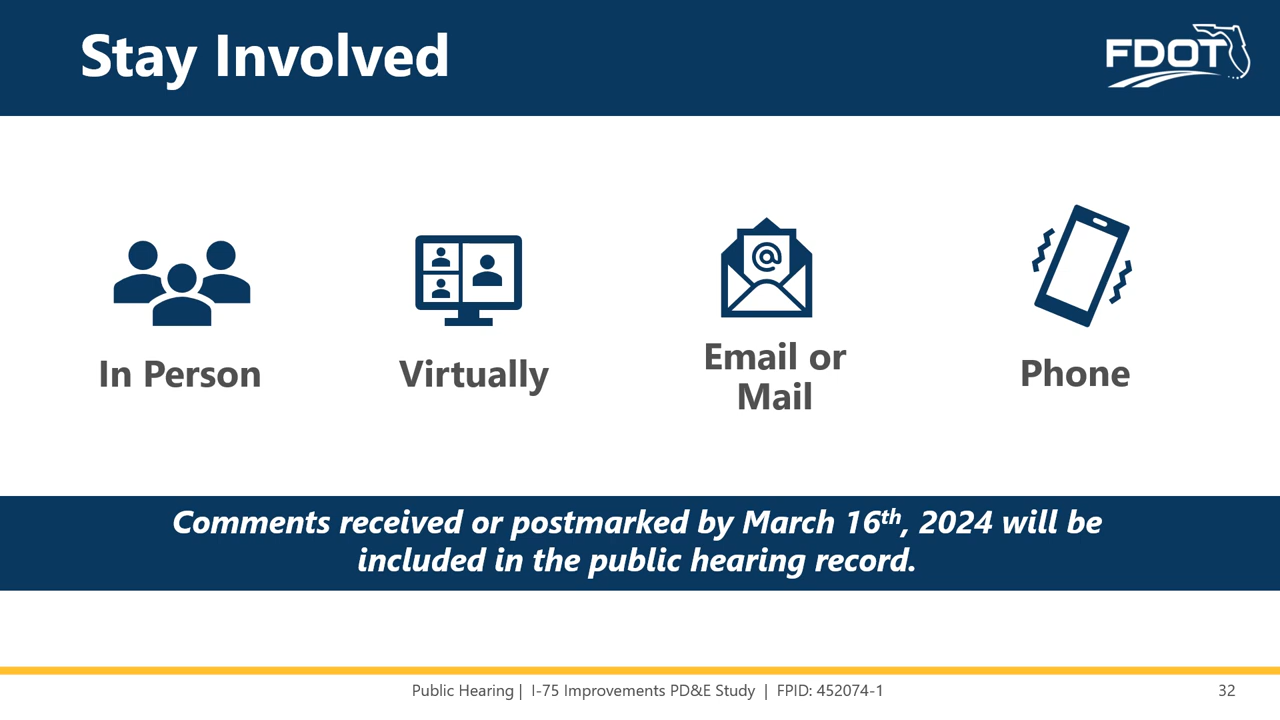 Stay Involved
FDOT
@
In Person
Virtually
Email or
Mail
Phone
Comments received or postmarked by March 16th, 2024 will be
included in the public hearing record.
Public Hearing | I-75 Improvements PD&E Study | FPID: 452074-1
32